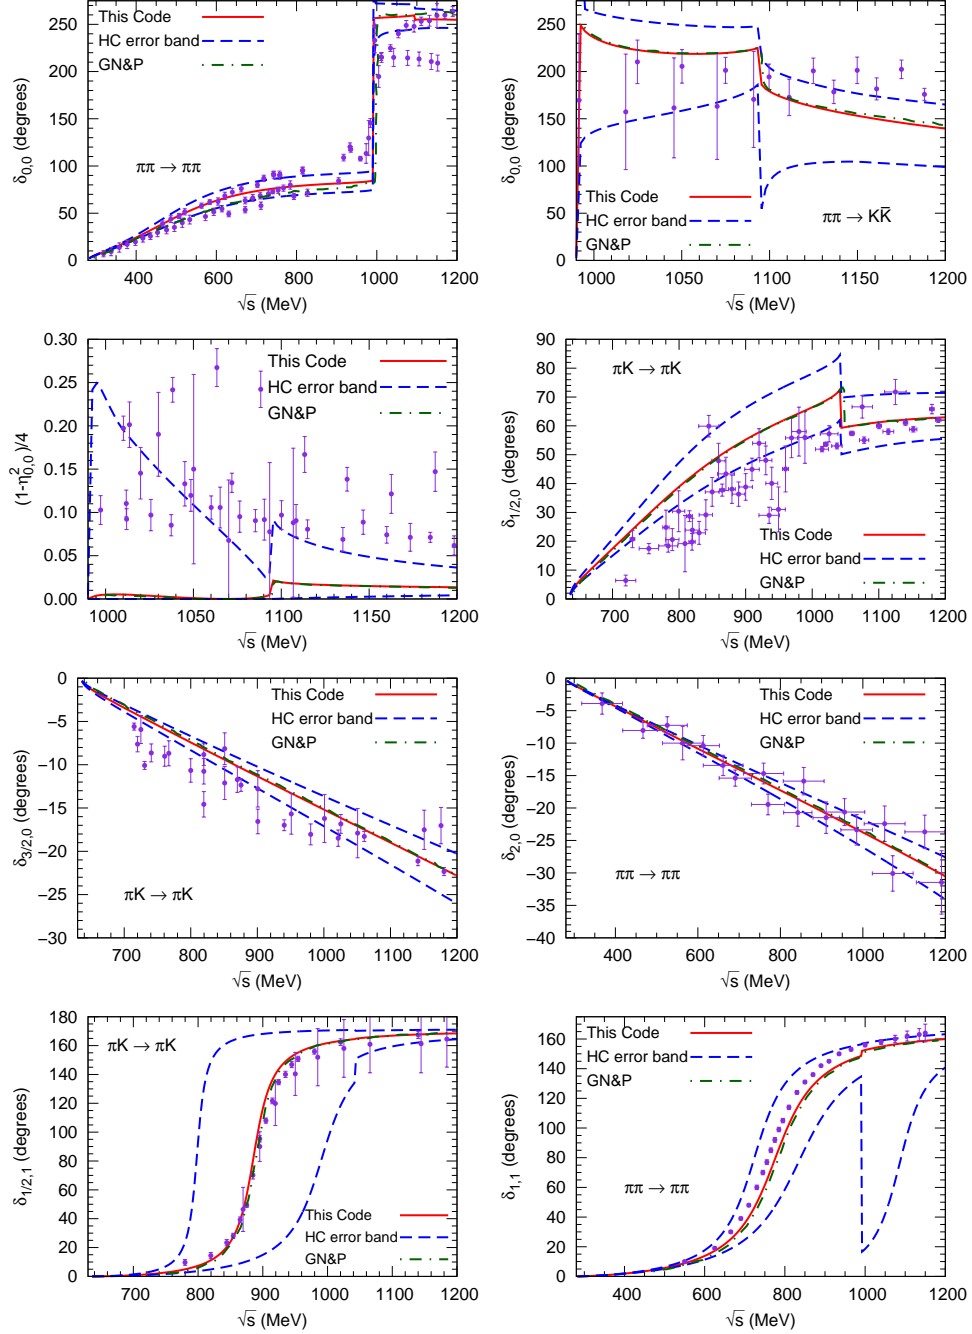 This Code
HC error band
GN&P
ππ → ππ
δ0,0 (degrees)
0
50
100
150
200
250
400
600
800
1000
1200
√s (MeV)
This Code
HC error band
GN&P
ππ → KK̄
δ0,0 (degrees)
0
50
100
150
200
250
1000
1050
1100
1150
1200
√s (MeV)
This Code
HC error band
GN&P
(1-η²0,0)/4
0.00
0.05
0.10
0.15
0.20
0.25
0.30
1000
1050
1100
1150
1200
√s (MeV)
πK → πK
This Code
HC error band
GN&P
δ1/2,0 (degrees)
0
10
20
30
40
50
60
70
80
90
700
800
900
1000
1100
1200
√s (MeV)
This Code
HC error band
GN&P
πK → πK
δ3/2,0 (degrees)
−30
−25
−20
−15
−10
−5
0
700
800
900
1000
1100
1200
√s (MeV)
This Code
HC error band
GN&P
ππ → ππ
δ2,0 (degrees)
−40
−35
−30
−25
−20
−15
−10
−5
0
400
600
800
1000
1200
√s (MeV)
πK → πK
This Code
HC error band
GN&P
δ1/2,1 (degrees)
0
20
40
60
80
100
120
140
160
180
700
800
900
1000
1100
1200
√s (MeV)
This Code
HC error band
GN&P
ππ → ππ
δ1,1 (degrees)
0
20
40
60
80
100
120
140
160
180
400
600
800
1000
1200
√s (MeV)